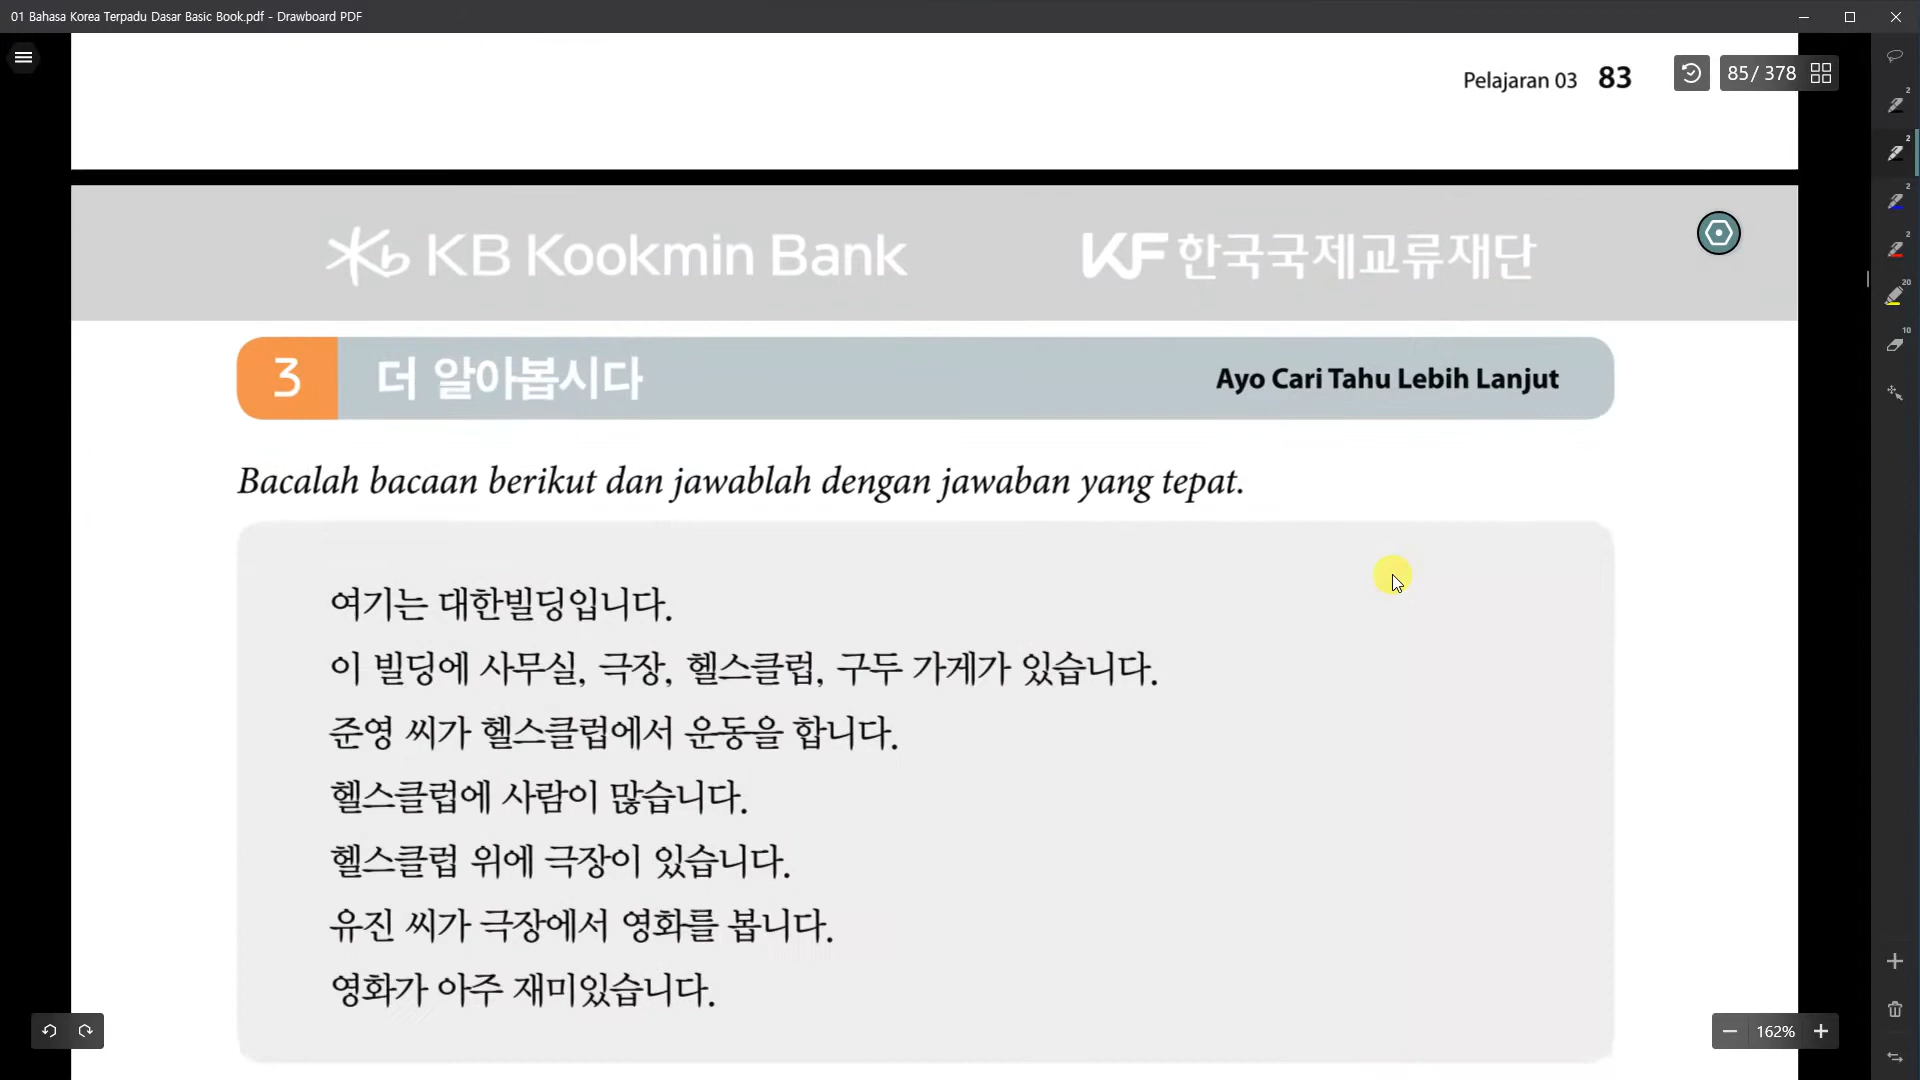 01 Bahasa Korea Terpadu Dasar Basic Book.pdf - Drawboard PDF
Pelajaran 03 83
85 / 378
KB Kookmin Bank
KF 한국국제교류재단
3 더 알아봅시다 Ayo Cari Tahu Lebih Lanjut
Bacalah bacaan berikut dan jawablah dengan jawaban yang tepat.
여기는 대한빌딩입니다.
이 빌딩에 사무실, 극장, 헬스클럽, 구두 가게가 있습니다.
준영 씨가 헬스클럽에서 운동을 합니다.
헬스클럽에 사람이 많습니다.
헬스클럽 위에 극장이 있습니다.
유진 씨가 극장에서 영화를 봅니다.
영화가 아주 재미있습니다.
162%
2
2
2
2
20
10